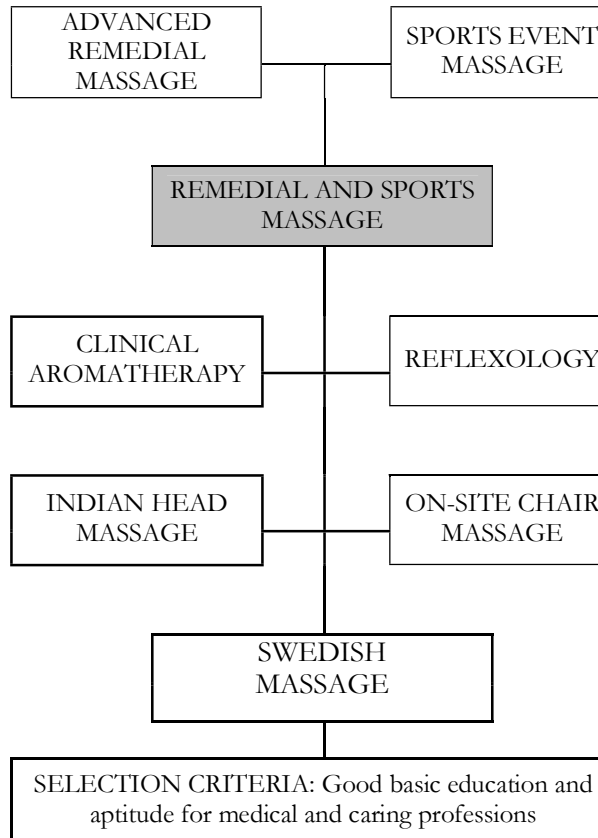 ADVANCED
REMEDIAL
MASSAGE
SPORTS EVENT
MASSAGE
REMEDIAL AND SPORTS
MASSAGE
CLINICAL
AROMATHERAPY
REFLEXOLOGY
INDIAN HEAD
MASSAGE
ON-SITE CHAIR
MASSAGE
SWEDISH
MASSAGE
SELECTION CRITERIA: Good basic education and
aptitude for medical and caring professions